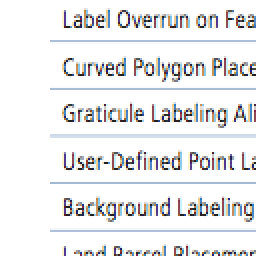 Label Overrun on Fea
Curved Polygon Place
Graticule Labeling Ali
User-Defined Point La
Background Labeling
Land Parcel Placemen